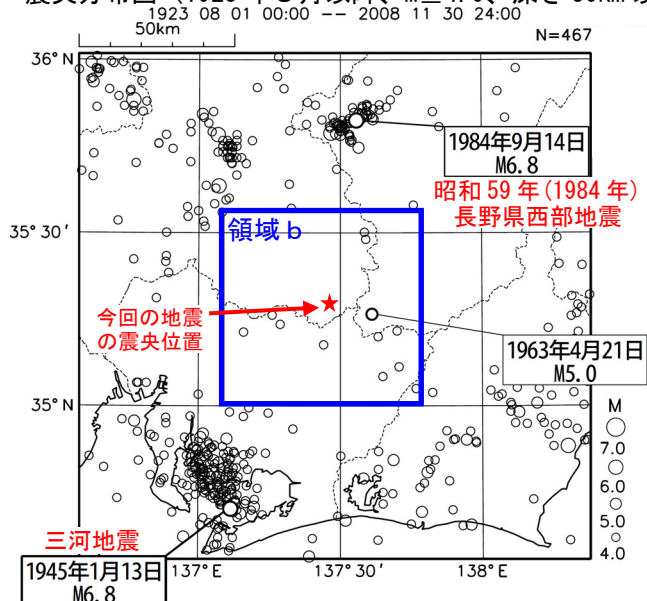 1923 08 01 00:00 -- 2008 11 30 24:00
50km
N=467
36°N
1984年9月14日
M6.8
昭和59年(1984年)
長野県西部地震
35°30′
領域b
今回の地震
の震央位置
1963年4月21日
M5.0
35°N
M
7.0
6.0
5.0
4.0
三河地震
1945年1月13日
M6.8
137°E
137°30′
138°E